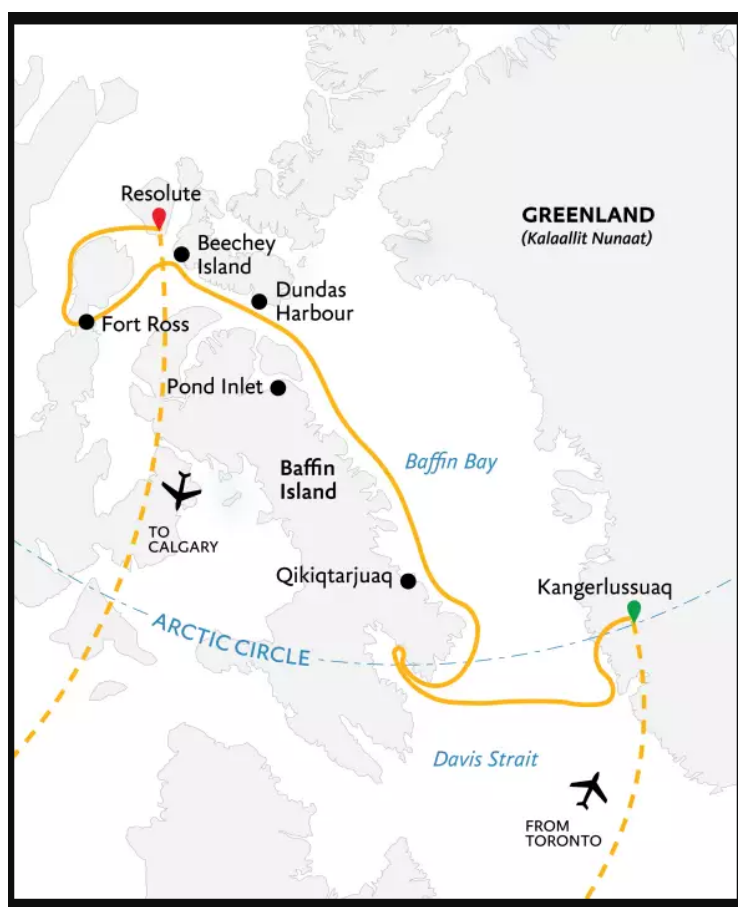 Resolute
Beechey
Island
GREENLAND
(Kalaallit Nunaat)
Dundas
Harbour
Fort Ross
Pond Inlet
Baffin Bay
Baffin
Island
TO
CALGARY
Qikiqtarjuaq
Kangerlussuaq
ARCTIC CIRCLE
Davis Strait
FROM
TORONTO